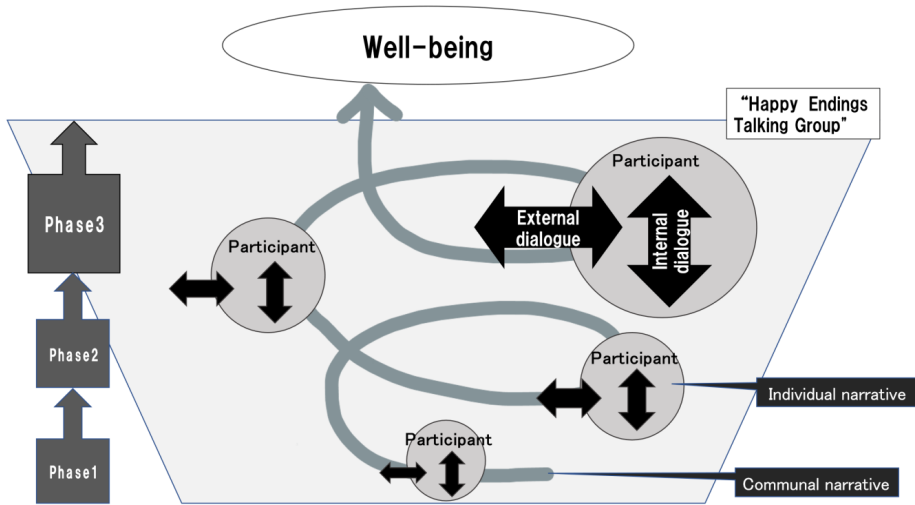 Well-being
“Happy Endings
Talking Group”
Participant
External
dialogue
Internal
dialogue
Phase3
Participant
Phase2
Participant
Individual narrative
Participant
Phase1
Communal narrative